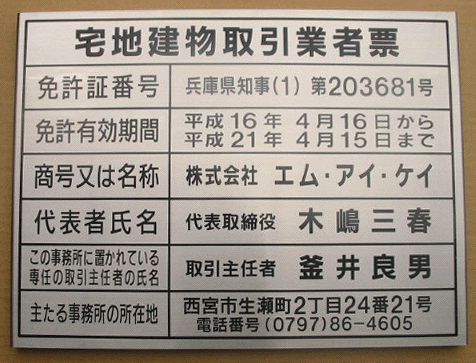 宅地建物取引業者票
免許証番号 兵庫県知事(1) 第203681号
免許有効期間 平成16年 4月16日から
平成21年 4月15日まで
商号又は名称 株式会社 エム・アイ・ケイ
代表者氏名 代表取締役 木嶋三春
この事務所に置かれている
専任の取引主任者の氏名 取引主任者 釜井良男
主たる事務所の所在地 西宮市生瀬町2丁目24番21号
電話番号 (0797)86-4605